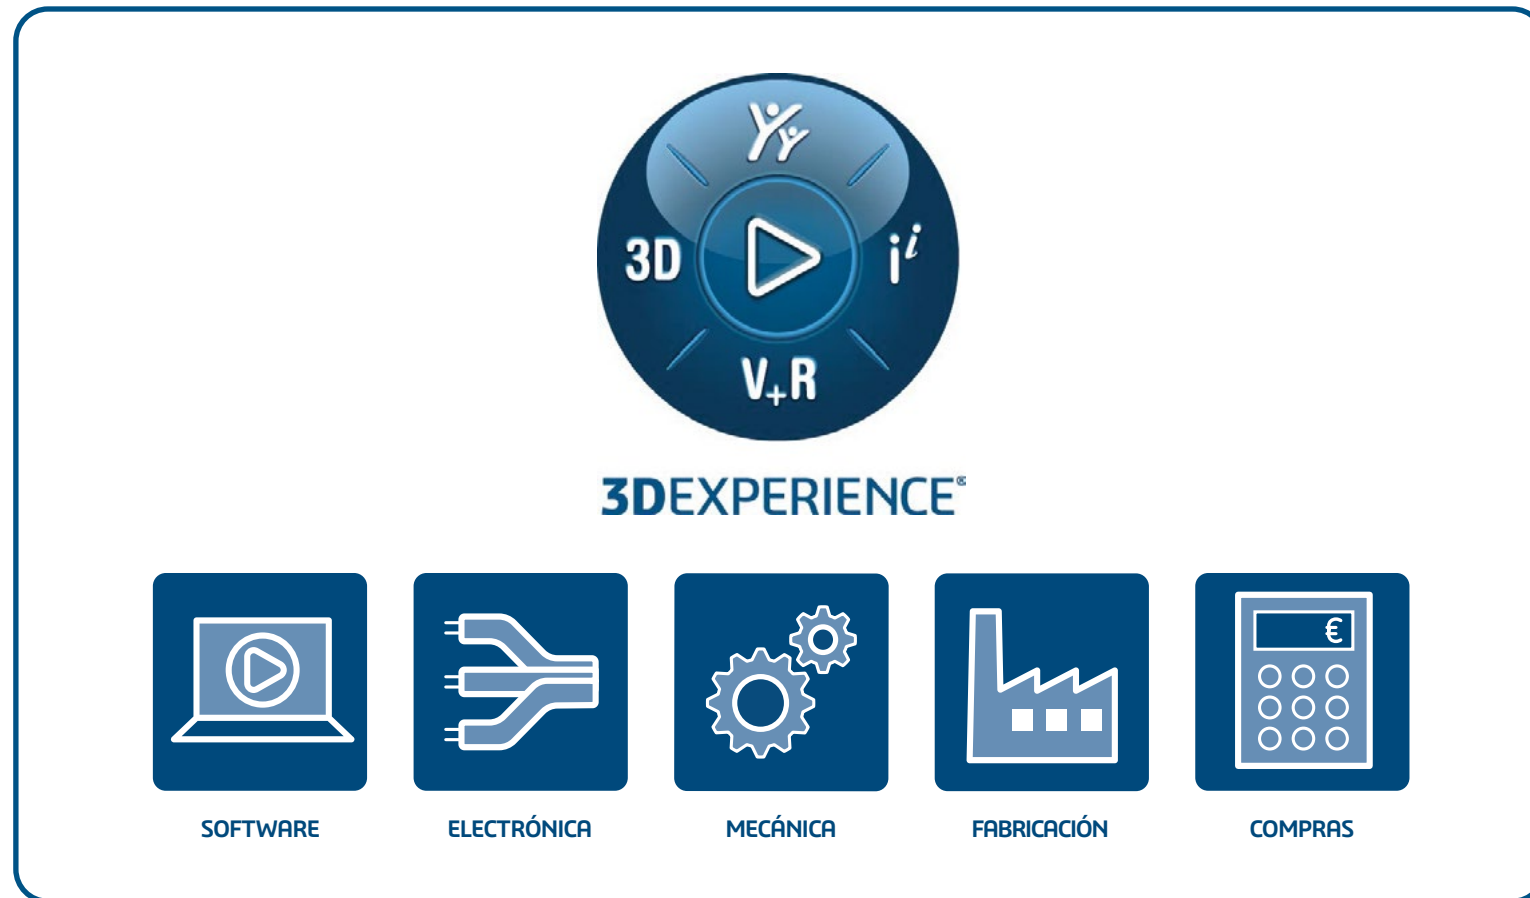 3D
i i
V+R
3DEXPERIENCE®
€
SOFTWARE
ELECTRÓNICA
MECÁNICA
FABRICACIÓN
COMPRAS